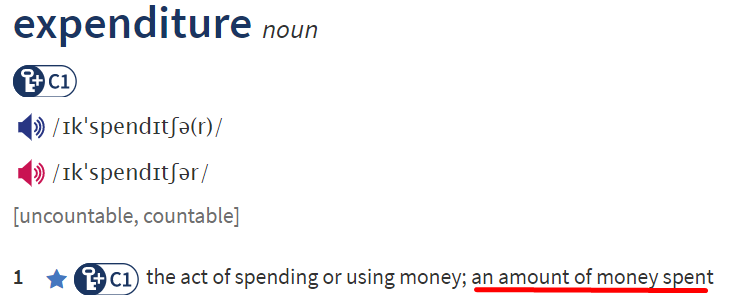 expenditure noun
C1
/ɪkˈspendɪtʃə(r)/
/ɪkˈspendɪtʃər/
[uncountable, countable]
1 C1 the act of spending or using money; an amount of money spent